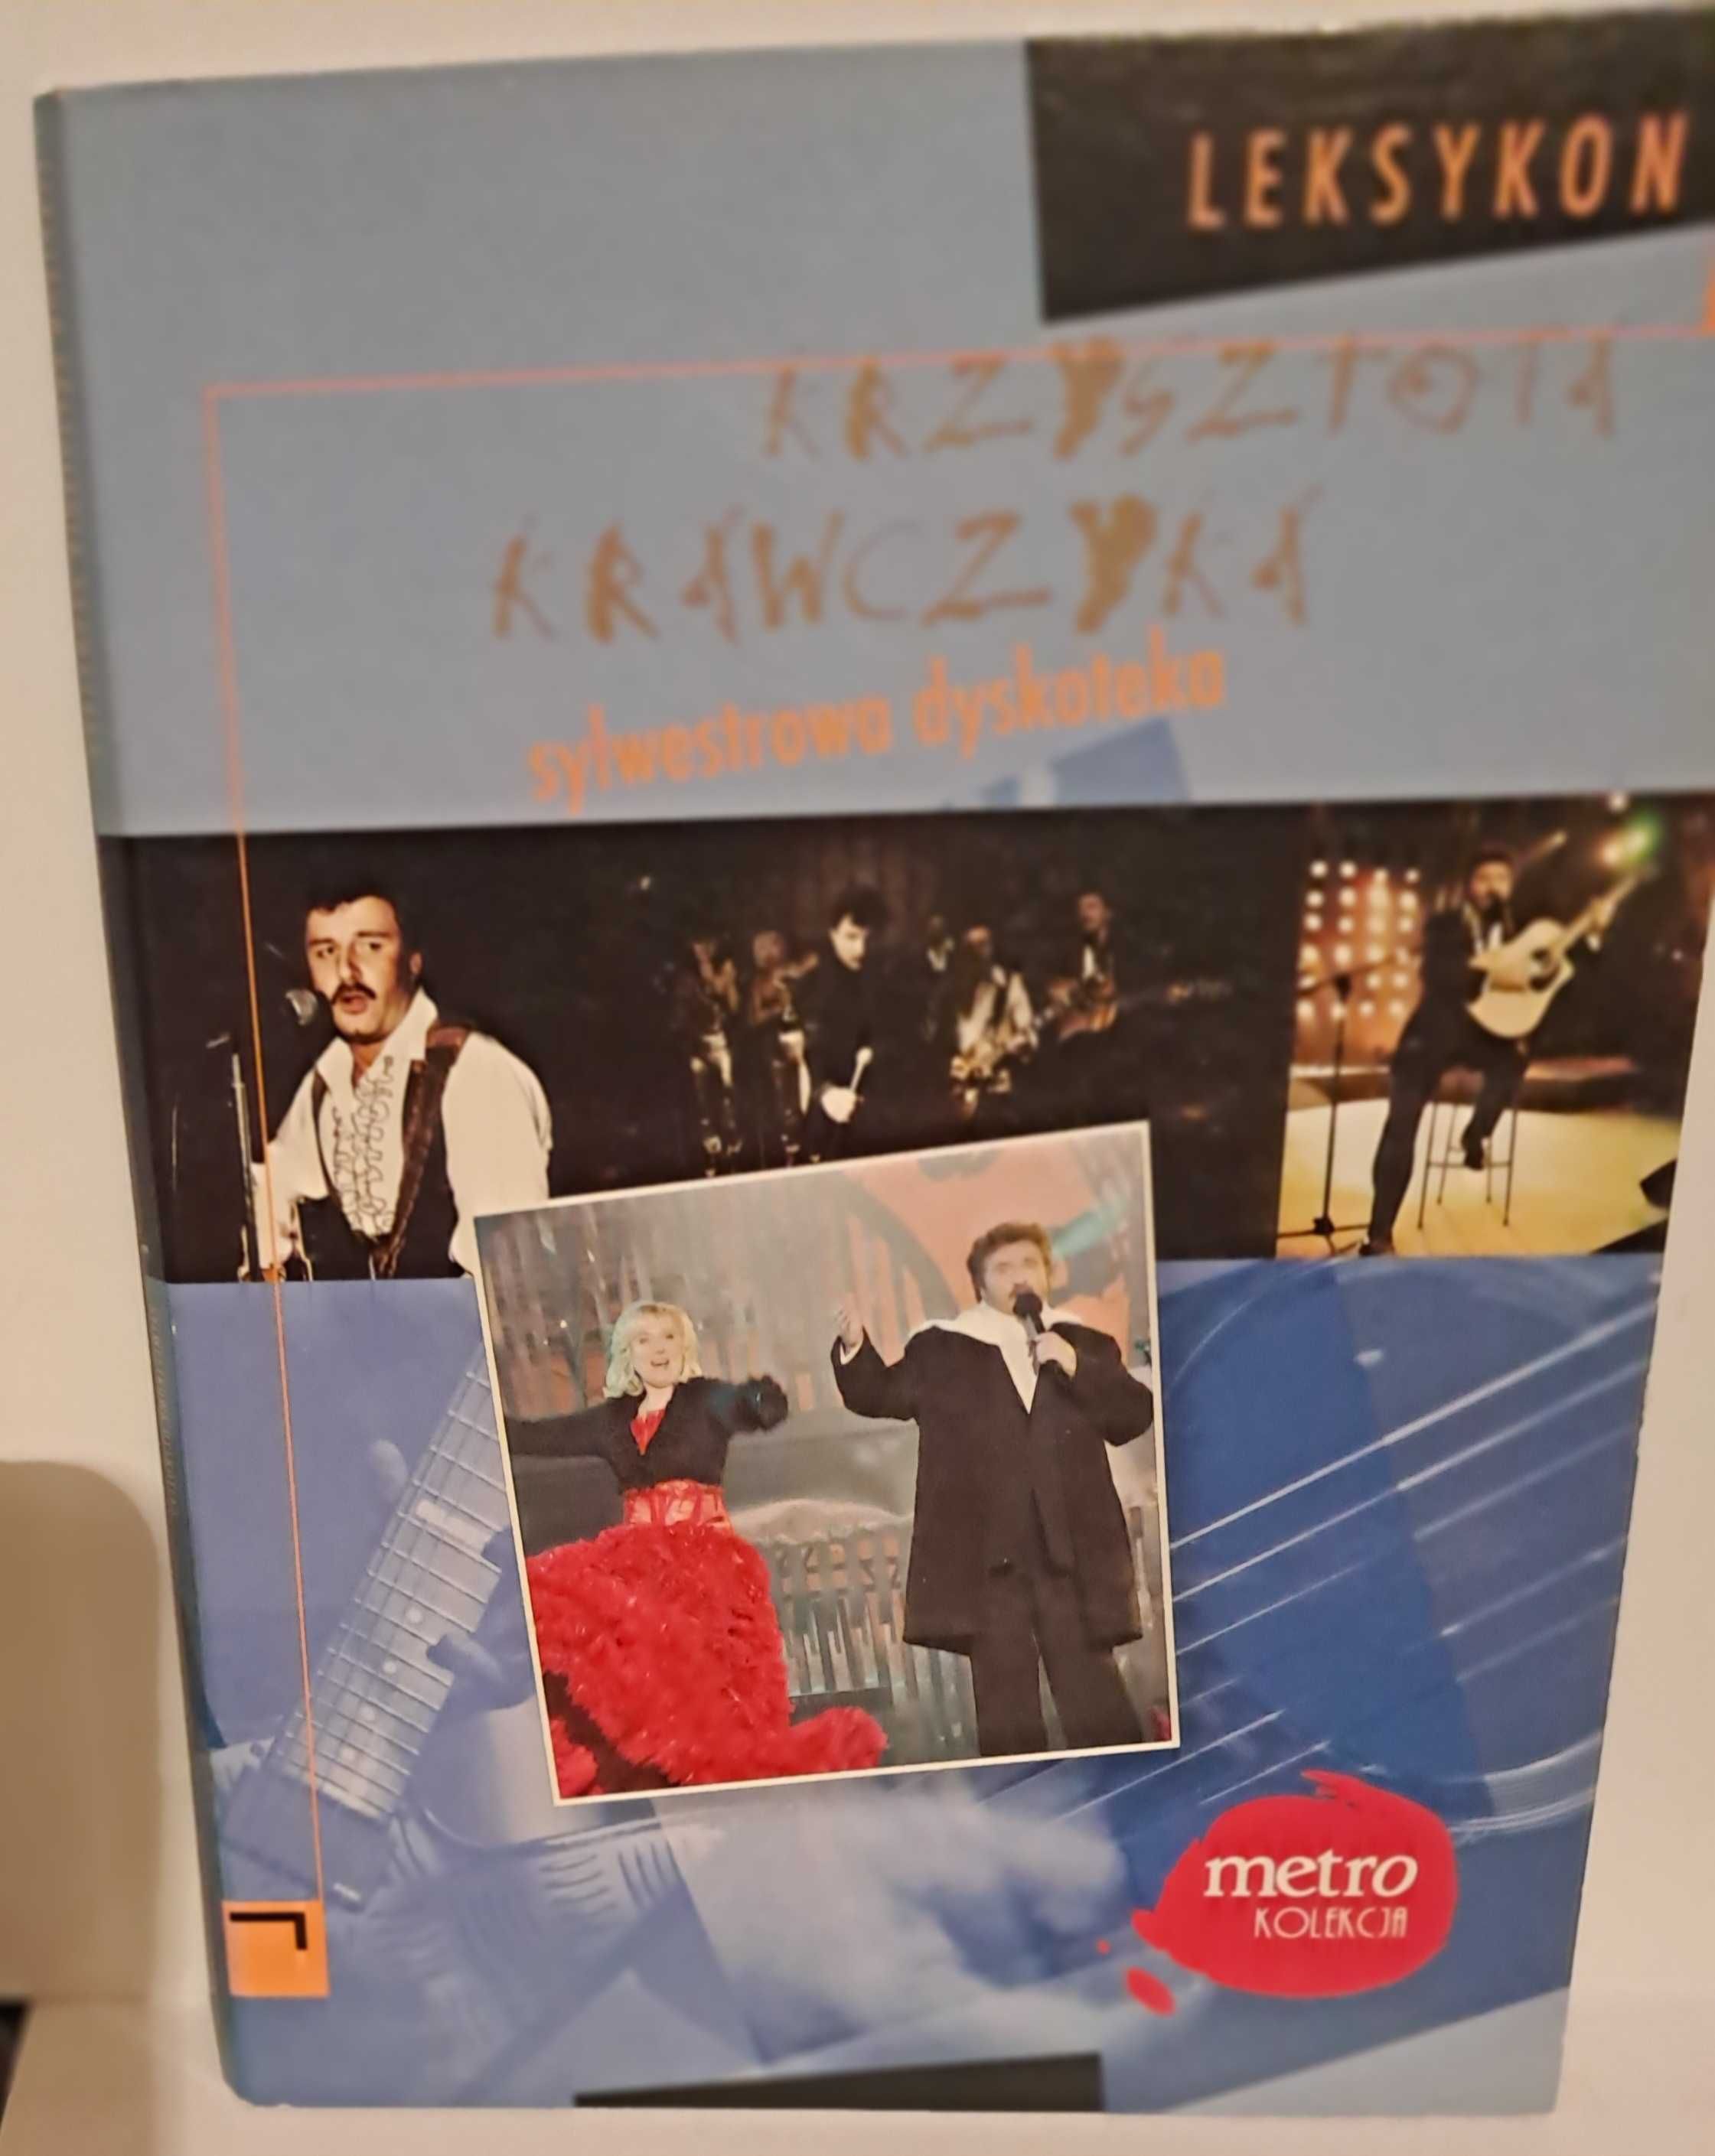 LEKSYKON
KRZYSZTOFA
KRAWCZYKA
sylwestrowa dyskoteka
metro
KOLEKCJA
L